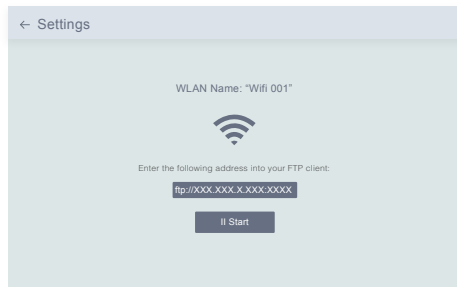 ← Settings
WLAN Name: “Wifi 001”
Enter the following address into your FTP client:
ftp://XXX.XXX.X.XXX:XXXX
II Start